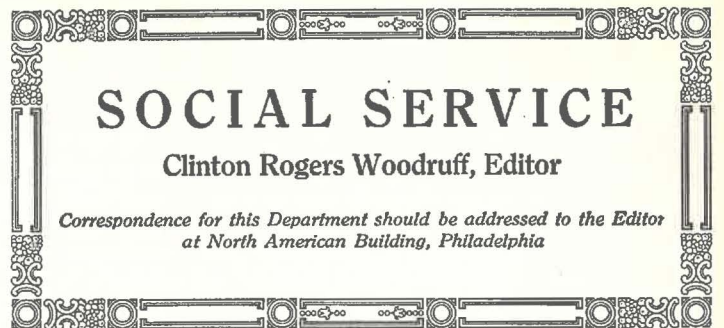 SOCIAL SERVICE
Clinton Rogers Woodruff, Editor
Correspondence for this Department should be addressed to the Editor
at North American Building, Philadelphia